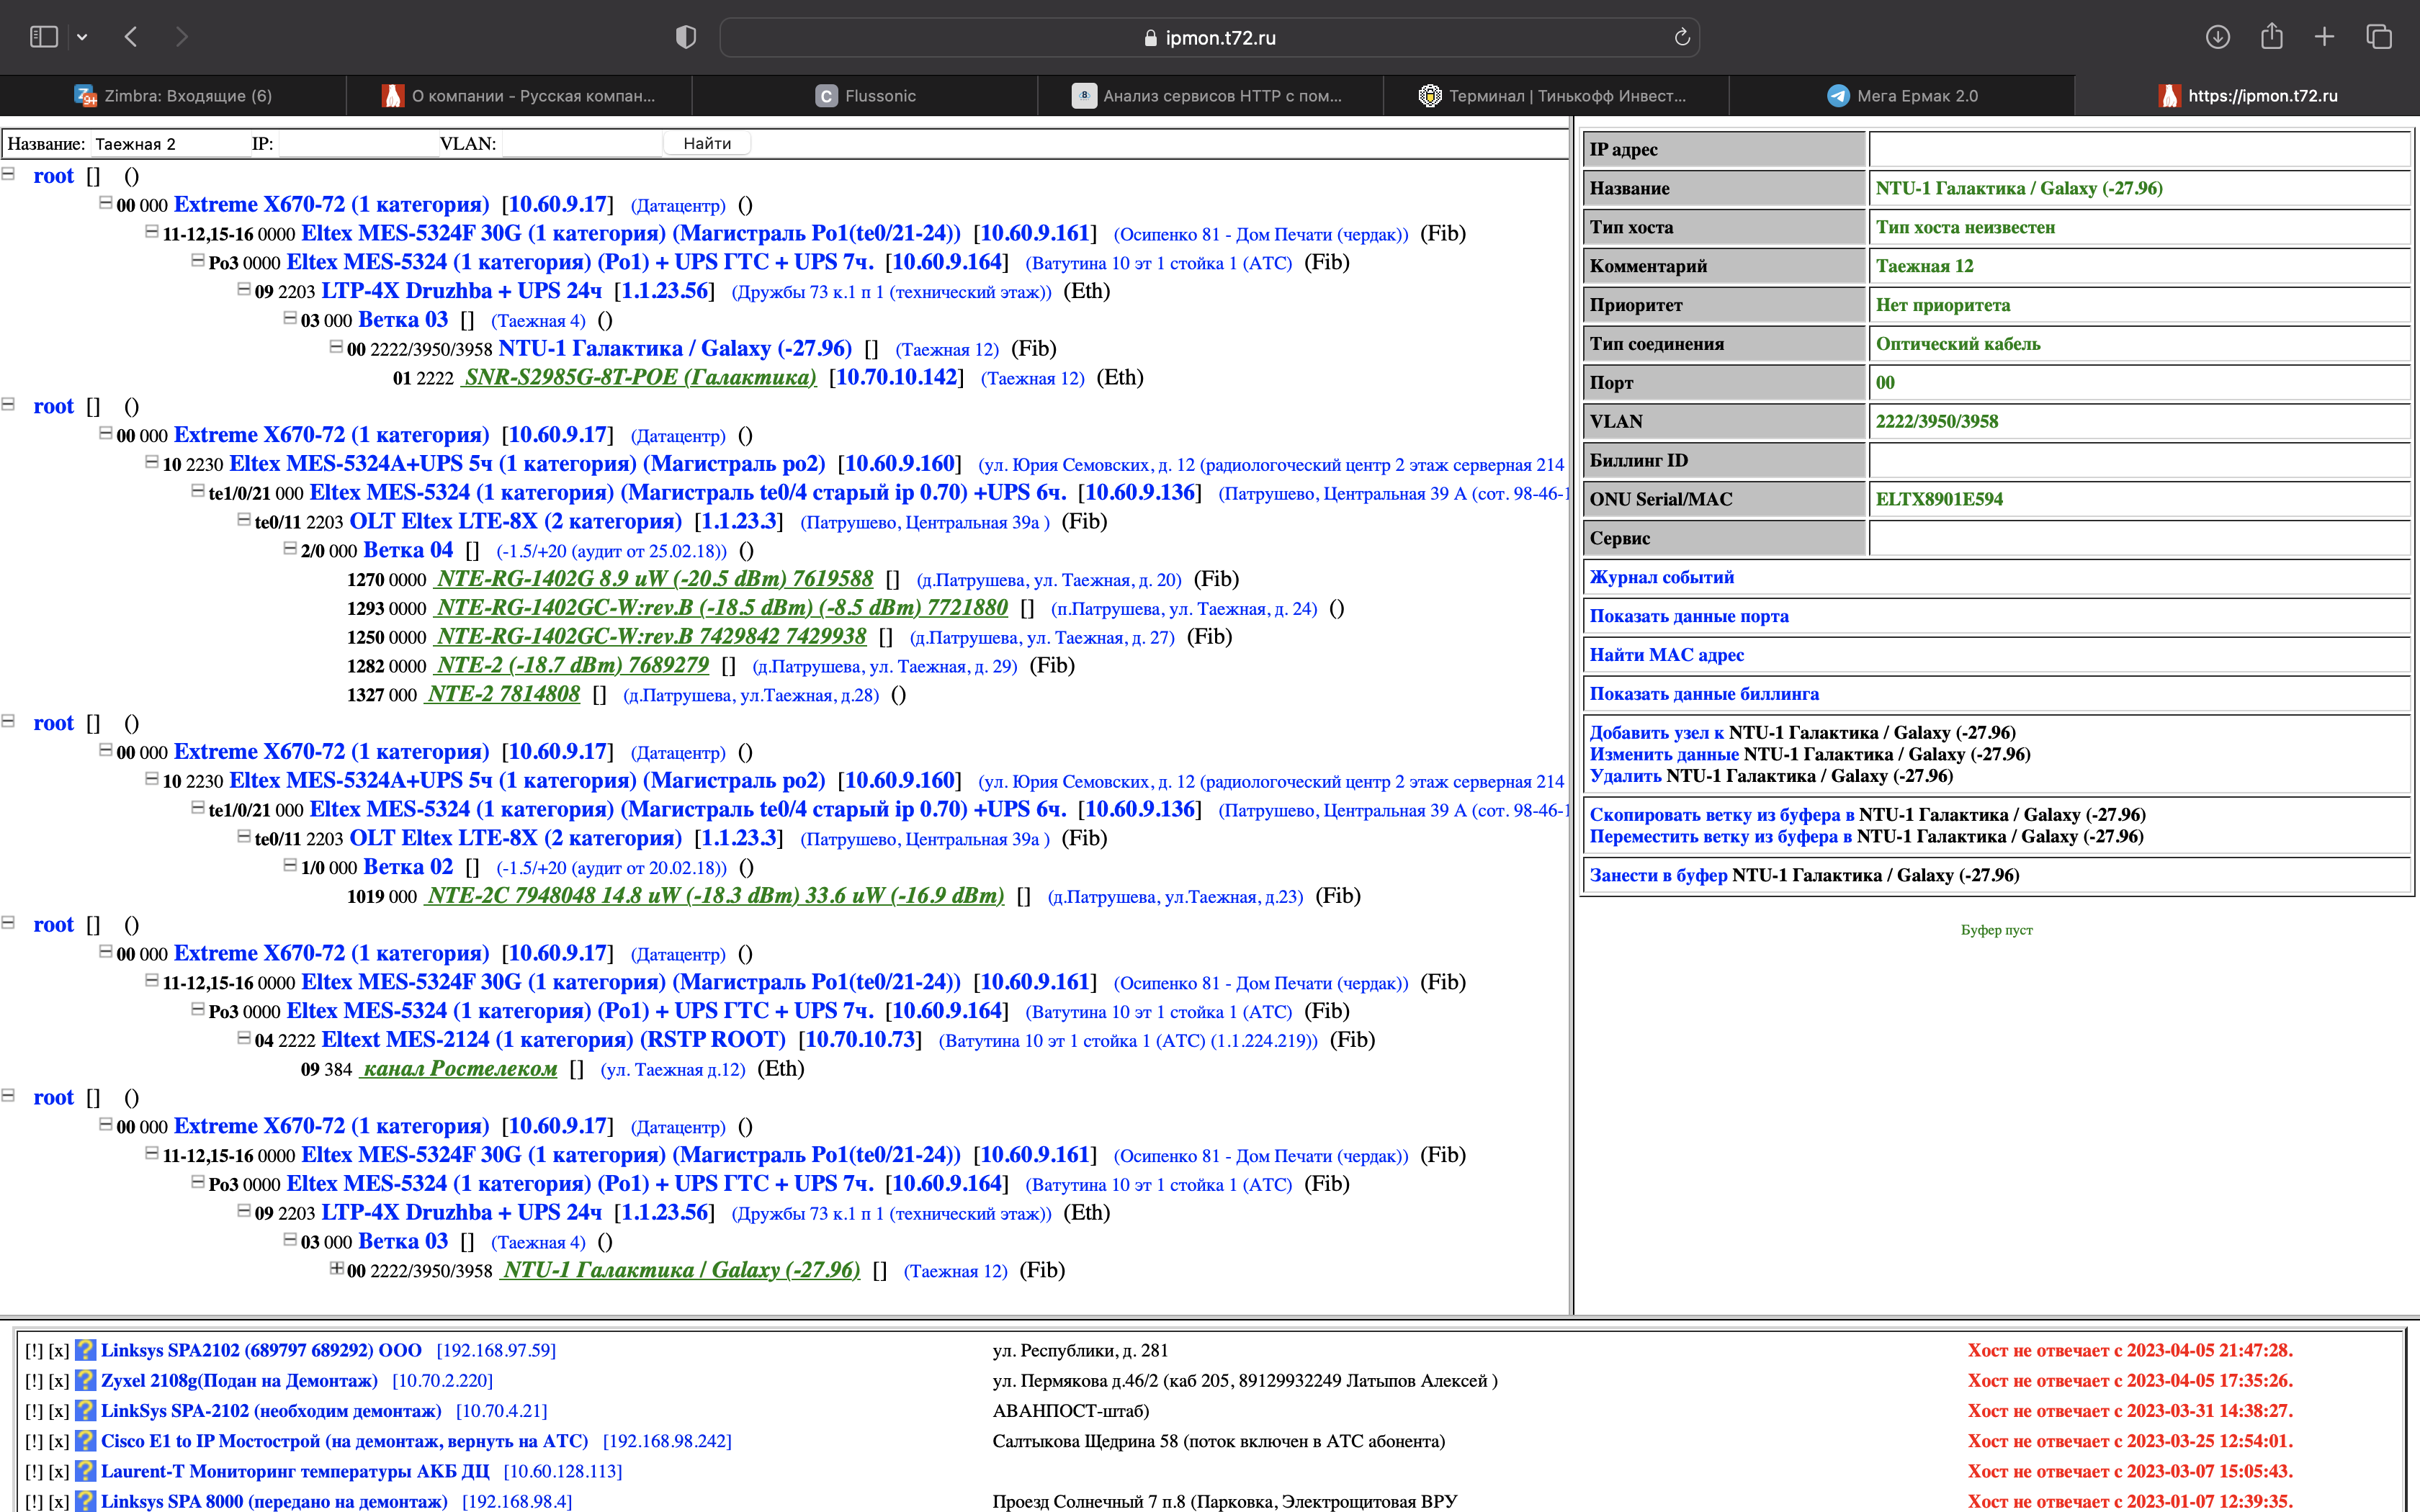 ipmon.t72.ru
Zimbra: Входящие (6)
О компании - Русская компан...
Flussonic
Анализ сервисов HTTP с пом...
Терминал | Тинькофф Инвест...
Мега Ермак 2.0
https://ipmon.t72.ru
Название: Таежная 2 IP: VLAN: Найти
root [] ()
00 000 Extreme X670-72 (1 категория) [10.60.9.17] (Датацентр) ()
11-12,15-16 0000 Eltex MES-5324F 30G (1 категория) (Магистраль Po1(te0/21-24)) [10.60.9.161] (Осипенко 81 - Дом Печати (чердак)) (Fib)
Po3 0000 Eltex MES-5324 (1 категория) (Po1) + UPS ГТС + UPS 7ч. [10.60.9.164] (Ватутина 10 эт 1 стойка 1 (АТС) (Fib)
09 2203 LTP-4X Druzhba + UPS 24ч [1.1.23.56] (Дружбы 73 к.1 п 1 (технический этаж)) (Eth)
03 000 Ветка 03 [] (Таежная 4) ()
00 2222/3950/3958 NTU-1 Галактика / Galaxy (-27.96) [] (Таежная 12) (Fib)
01 2222 SNR-S2985G-8T-POE (Галактика) [10.70.10.142] (Таежная 12) (Eth)
root [] ()
00 000 Extreme X670-72 (1 категория) [10.60.9.17] (Датацентр) ()
10 2230 Eltex MES-5324A+UPS 5ч (1 категория) (Магистраль po2) [10.60.9.160] (ул. Юрия Семовских, д. 12 (радиологоческий центр 2 этаж серверная 214
te1/0/21 000 Eltex MES-5324 (1 категория) (Магистраль te0/4 старый ip 0.70) +UPS 6ч. [10.60.9.136] (Патрушево, Центральная 39 А (сот. 98-46-1
te0/11 2203 OLT Eltex LTE-8X (2 категория) [1.1.23.3] (Патрушево, Центральная 39а ) (Fib)
2/0 000 Ветка 04 [] (-1.5/+20 (аудит от 25.02.18)) ()
1270 0000 NTE-RG-1402G 8.9 uW (-20.5 dBm) 7619588 [] (д.Патрушева, ул. Таежная, д. 20) (Fib)
1293 0000 NTE-RG-1402GC-W:rev.B (-18.5 dBm) (-8.5 dBm) 7721880 [] (п.Патрушева, ул. Таежная, д. 24) ()
1250 0000 NTE-RG-1402GC-W:rev.B 7429842 7429938 [] (д.Патрушева, ул. Таежная, д. 27) (Fib)
1282 0000 NTE-2 (-18.7 dBm) 7689279 [] (д.Патрушева, ул. Таежная, д. 29) (Fib)
1327 000 NTE-2 7814808 [] (д.Патрушева, ул.Таежная, д.28) ()
root [] ()
00 000 Extreme X670-72 (1 категория) [10.60.9.17] (Датацентр) ()
10 2230 Eltex MES-5324A+UPS 5ч (1 категория) (Магистраль po2) [10.60.9.160] (ул. Юрия Семовских, д. 12 (радиологоческий центр 2 этаж серверная 214
te1/0/21 000 Eltex MES-5324 (1 категория) (Магистраль te0/4 старый ip 0.70) +UPS 6ч. [10.60.9.136] (Патрушево, Центральная 39 А (сот. 98-46-1
te0/11 2203 OLT Eltex LTE-8X (2 категория) [1.1.23.3] (Патрушево, Центральная 39а ) (Fib)
1/0 000 Ветка 02 [] (-1.5/+20 (аудит от 20.02.18)) ()
1019 000 NTE-2C 7948048 14.8 uW (-18.3 dBm) 33.6 uW (-16.9 dBm) [] (д.Патрушева, ул.Таежная, д.23) (Fib)
root [] ()
00 000 Extreme X670-72 (1 категория) [10.60.9.17] (Датацентр) ()
11-12,15-16 0000 Eltex MES-5324F 30G (1 категория) (Магистраль Po1(te0/21-24)) [10.60.9.161] (Осипенко 81 - Дом Печати (чердак)) (Fib)
Po3 0000 Eltex MES-5324 (1 категория) (Po1) + UPS ГТС + UPS 7ч. [10.60.9.164] (Ватутина 10 эт 1 стойка 1 (АТС) (Fib)
04 2222 Eltext MES-2124 (1 категория) (RSTP ROOT) [10.70.10.73] (Ватутина 10 эт 1 стойка 1 (АТС) (1.1.224.219)) (Fib)
09 384 канал Ростелеком [] (ул. Таежная д.12) (Eth)
root [] ()
00 000 Extreme X670-72 (1 категория) [10.60.9.17] (Датацентр) ()
11-12,15-16 0000 Eltex MES-5324F 30G (1 категория) (Магистраль Po1(te0/21-24)) [10.60.9.161] (Осипенко 81 - Дом Печати (чердак)) (Fib)
Po3 0000 Eltex MES-5324 (1 категория) (Po1) + UPS ГТС + UPS 7ч. [10.60.9.164] (Ватутина 10 эт 1 стойка 1 (АТС) (Fib)
09 2203 LTP-4X Druzhba + UPS 24ч [1.1.23.56] (Дружбы 73 к.1 п 1 (технический этаж)) (Eth)
03 000 Ветка 03 [] (Таежная 4) ()
00 2222/3950/3958 NTU-1 Галактика / Galaxy (-27.96) [] (Таежная 12) (Fib)
IP адрес
Название NTU-1 Галактика / Galaxy (-27.96)
Тип хоста Тип хоста неизвестен
Комментарий Таежная 12
Приоритет Нет приоритета
Тип соединения Оптический кабель
Порт 00
VLAN 2222/3950/3958
Биллинг ID
ONU Serial/MAC ELTX8901E594
Сервис
Журнал событий
Показать данные порта
Найти MAC адрес
Показать данные биллинга
Добавить узел к NTU-1 Галактика / Galaxy (-27.96)
Изменить данные NTU-1 Галактика / Galaxy (-27.96)
Удалить NTU-1 Галактика / Galaxy (-27.96)
Скопировать ветку из буфера в NTU-1 Галактика / Galaxy (-27.96)
Переместить ветку из буфера в NTU-1 Галактика / Galaxy (-27.96)
Занести в буфер NTU-1 Галактика / Galaxy (-27.96)
Буфер пуст
[!] [x] Linksys SPA2102 (689797 689292) ООО [192.168.97.59] ул. Республики, д. 281 Хост не отвечает с 2023-04-05 21:47:28.
[!] [x] Zyxel 2108g(Подан на Демонтаж) [10.70.2.220] ул. Пермякова д.46/2 (каб 205, 89129932249 Латыпов Алексей ) Хост не отвечает с 2023-04-05 17:35:26.
[!] [x] LinkSys SPA-2102 (необходим демонтаж) [10.70.4.21] АВАНПОСТ-штаб) Хост не отвечает с 2023-03-31 14:38:27.
[!] [x] Cisco E1 to IP Мостострой (на демонтаж, вернуть на АТС) [192.168.98.242] Салтыкова Щедрина 58 (поток включен в АТС абонента) Хост не отвечает с 2023-03-25 12:54:01.
[!] [x] Laurent-T Мониторинг температуры АКБ ДЦ [10.60.128.113] Хост не отвечает с 2023-03-07 15:05:43.
[!] [x] Linksys SPA 8000 (передано на демонтаж) [192.168.98.4] Проезд Солнечный 7 п.8 (Парковка, Электрощитовая ВРУ Хост не отвечает с 2023-01-07 12:39:35.